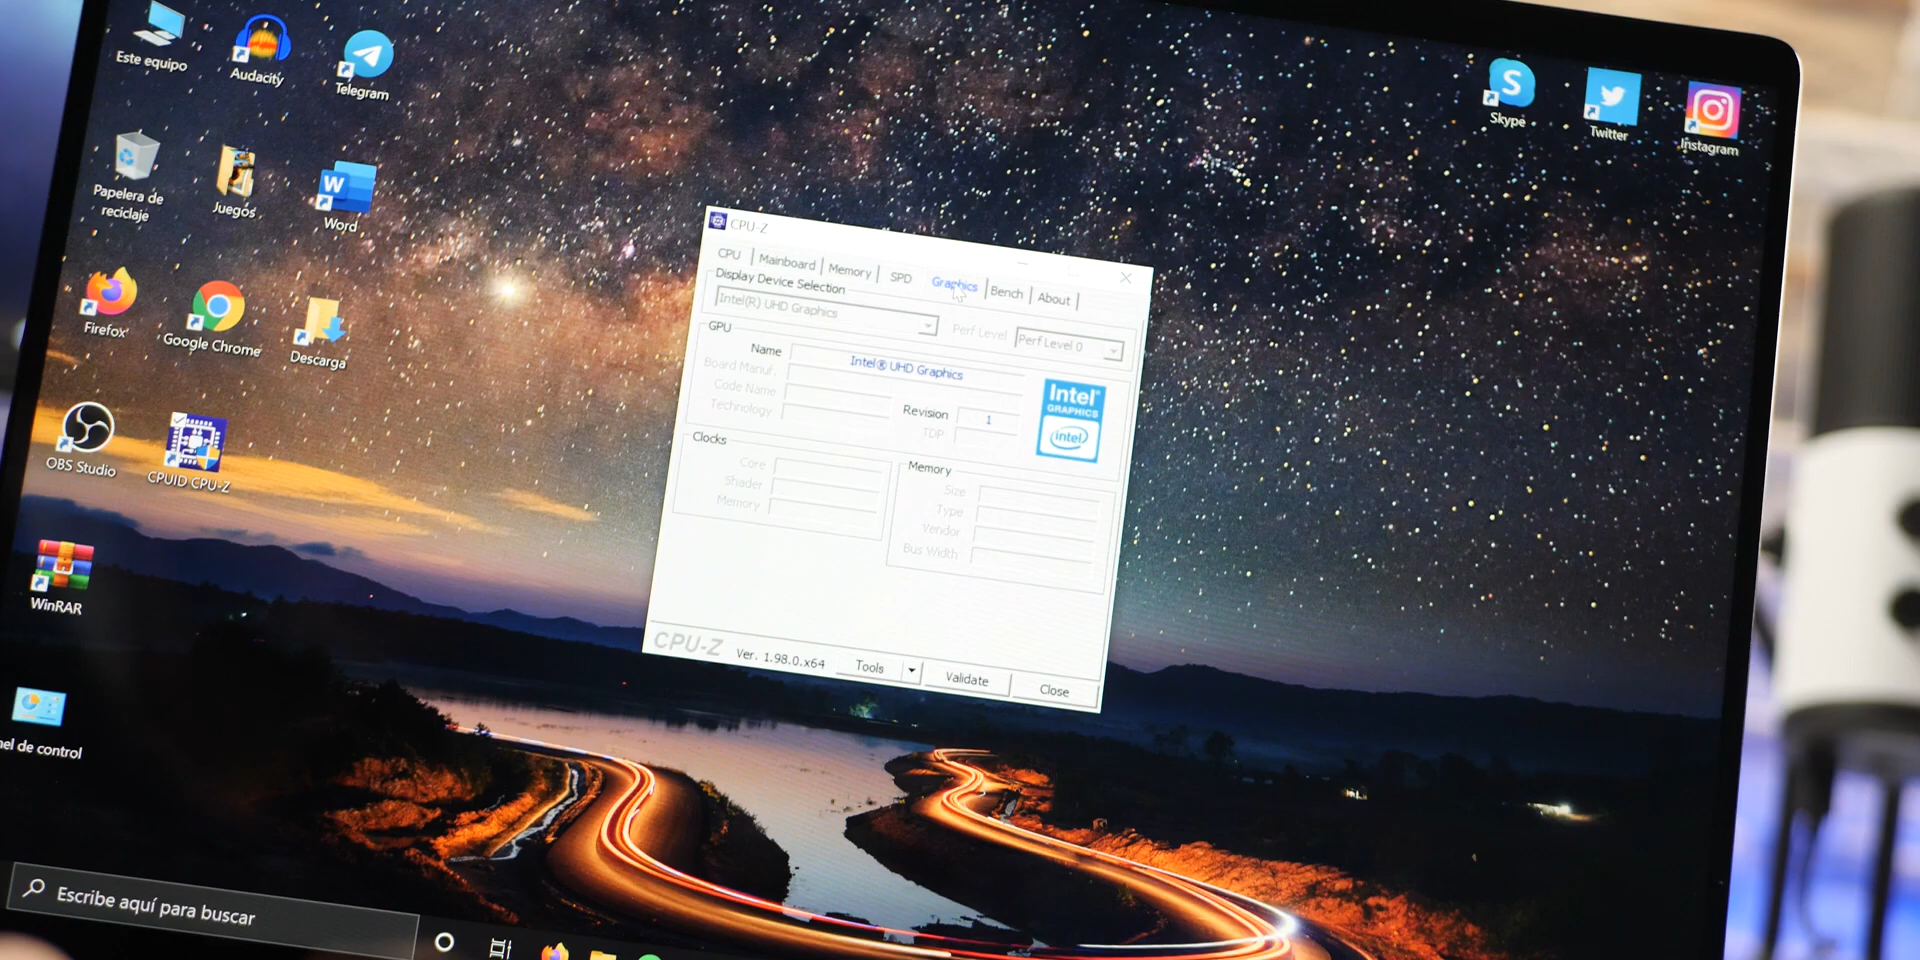 Este equipo
Audacity
Telegram
Skype
Twitter
Instagram
Papelera de
reciclaje
Juegos
W
Word
Firefox
Google Chrome
Descarga
OBS Studio
CPUID CPU-Z
WinRAR
nel de control
CPU-Z
CPU
Mainboard
Memory
SPD
Graphics
Bench
About
Display Device Selection
Intel(R) UHD Graphics
Perf Level
Perf Level 0
GPU
Name
Intel® UHD Graphics
Board Manuf.
Code Name
Revision
1
Technology
TDP
Intel®
GRAPHICS
intel
Clocks
Core
Shader
Memory
Memory
Size
Type
Vendor
Bus Width
CPU-Z
Ver. 1.98.0.x64
Tools
Validate
Close
Escribe aquí para buscar